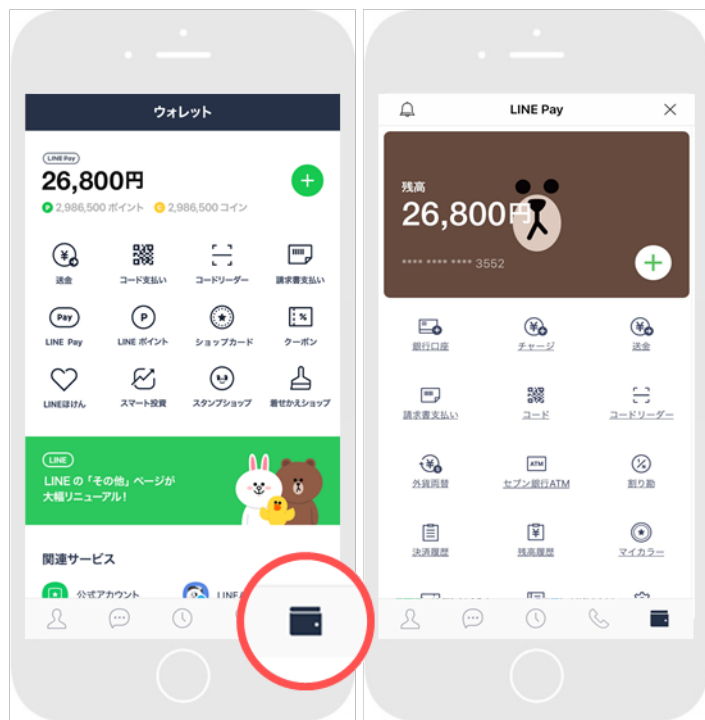 ウォレット
LINE Pay
26,800円
P 2,986,500 ポイント C 2,986,500 コイン
送金 コード支払い コードリーダー 請求書支払い
Pay P %
LINE Pay LINE ポイント ショップカード クーポン
LINEほけん スマート投資 スタンプショップ 着せかえショップ
LINE
LINE の「その他」ページが
大幅リニューアル!
関連サービス
公式アカウント LINE
LINE Pay
残高
26,800円
**** **** **** 3552
銀行口座 チャージ 送金
請求書支払い コード コードリーダー
ATM
外貨両替 セブン銀行ATM 割り勘
決済履歴 残高履歴 マイカラー